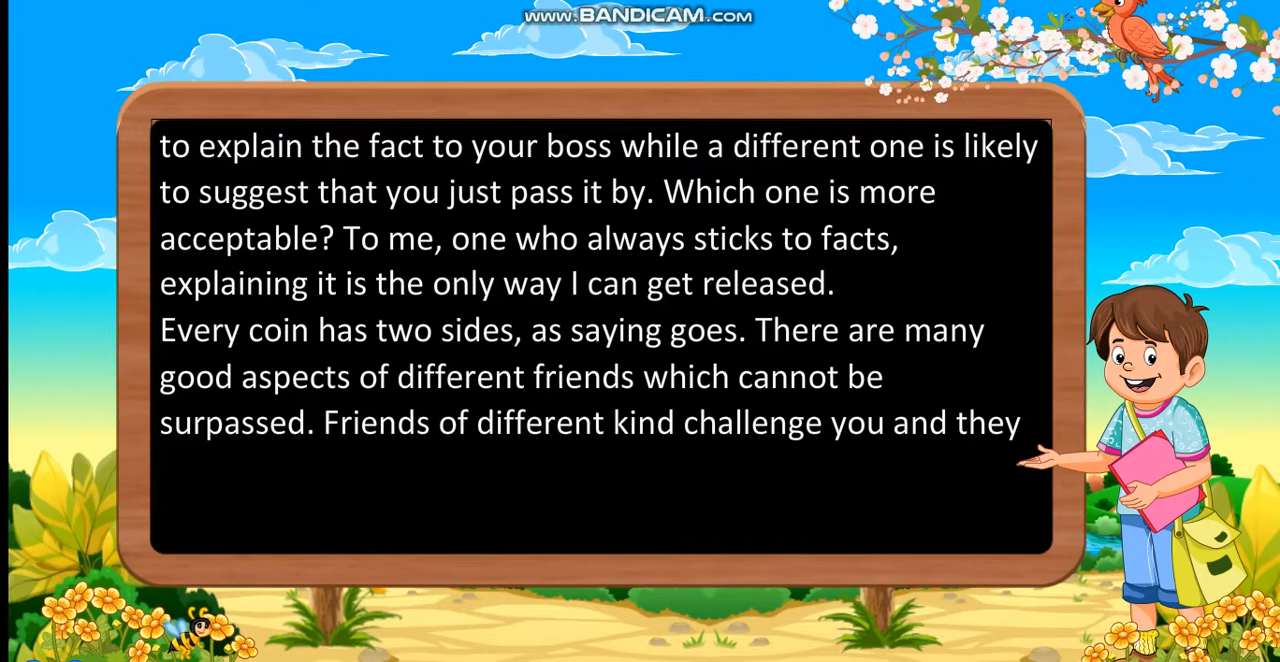 www.BANDICAM.com
to explain the fact to your boss while a different one is likely
to suggest that you just pass it by. Which one is more
acceptable? To me, one who always sticks to facts,
explaining it is the only way I can get released.
Every coin has two sides, as saying goes. There are many
good aspects of different friends which cannot be
surpassed. Friends of different kind challenge you and they